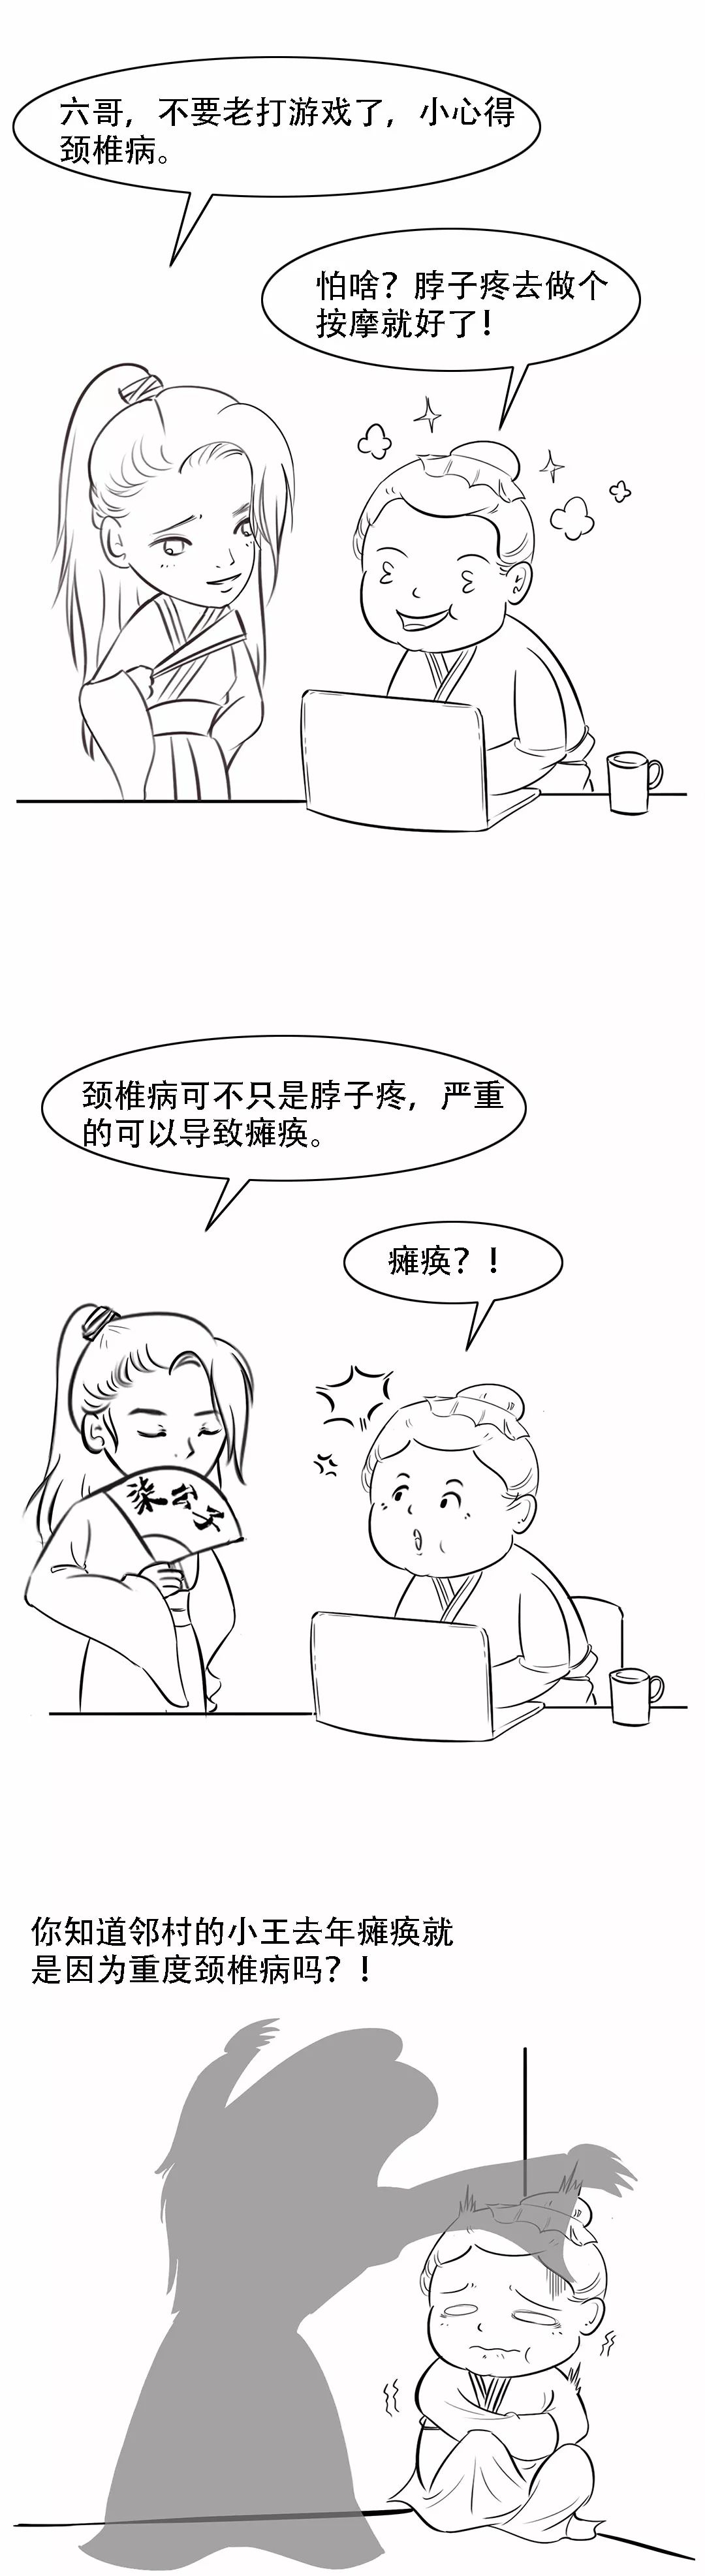 六哥，不要老打游戏了，小心得
颈椎病。
怕啥？脖子疼去做个
按摩就好了！
颈椎病可不只是脖子疼，严重
的可以导致瘫痪。
瘫痪？！
染公子
你知道邻村的小王去年瘫痪就
是因为重度颈椎病吗？！